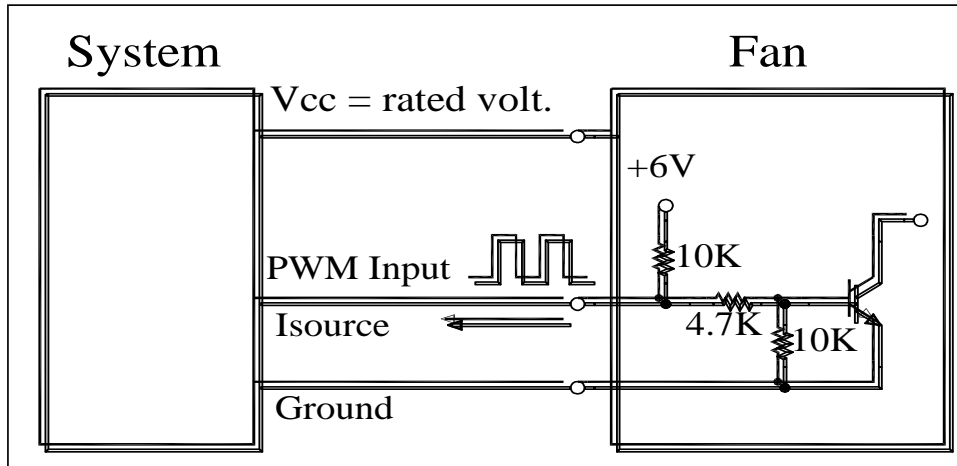 System
Fan
Vcc = rated volt.
+6V
10K
PWM Input
Isource
4.7K
10K
Ground